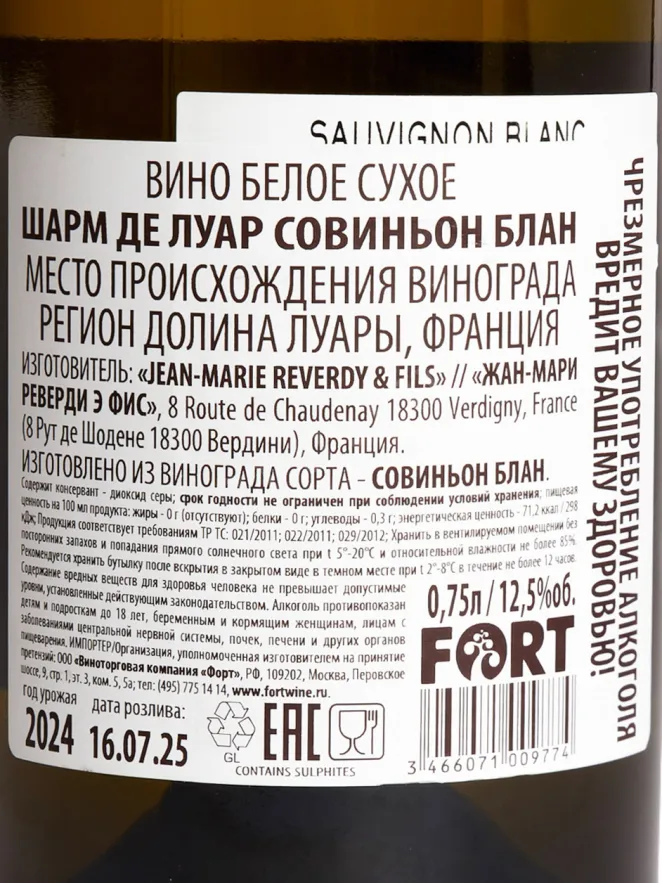 SAUVIGNON BLANC
ВИНО БЕЛОЕ СУХОЕ
ШАРМ ДЕ ЛУАР СОВИНЬОН БЛАН
МЕСТО ПРОИСХОЖДЕНИЯ ВИНОГРАДА
РЕГИОН ДОЛИНА ЛУАРЫ, ФРАНЦИЯ
ИЗГОТОВИТЕЛЬ: «JEAN-MARIE REVERDY & FILS» // «ЖАН-МАРИ
РЕВЕРДИ Э ФИС», 8 Route de Chaudenay 18300 Verdigny, France
(8 Рут де Шодене 18300 Вердини), Франция.
ИЗГОТОВЛЕНО ИЗ ВИНОГРАДА СОРТА - СОВИНЬОН БЛАН.
Содержит консервант - диоксид серы; срок годности не ограничен при соблюдении условий хранения; пищевая
ценность на 100 мл продукта: жиры - 0 г (отсутствуют); белки - 0 г; углеводы - 0,3 г; энергетическая ценность - 71,2 ккал / 298
кДж; Продукция соответствует требованиям ТР ТС: 021/2011; 022/2011; 029/2012; Хранить в вентилируемом помещении без
посторонних запахов и попадания прямого солнечного света при t 5°-20°С и относительной влажности не более 85%.
Рекомендуется хранить бутылку после вскрытия в закрытом виде в темном месте при t 2°-8°С в течение не более 12 часов.
Содержание вредных веществ для здоровья человека не превышает допустимые
уровни, установленные действующим законодательством. Алкоголь противопоказан
детям и подросткам до 18 лет, беременным и кормящим женщинам, лицам с
заболеваниями центральной нервной системы, почек, печени и других органов
пищеварения. ИМПОРТЕР/Организация, уполномоченная изготовителем на принятие
претензий: ООО «Виноторговая компания «Форт», РФ, 109202, Москва, Перовское
шоссе, 9, стр. 1, эт. 3, ком. 5, 5а; тел: (495) 775 14 14, www.fortwine.ru.
0,75л / 12,5%об.
FORT
год урожая
2024
дата розлива:
16.07.25
GL
EAC
CONTAINS SULPHITES
3 466071 009774
ЧРЕЗМЕРНОЕ УПОТРЕБЛЕНИЕ АЛКОГОЛЯ
ВРЕДИТ ВАШЕМУ ЗДОРОВЬЮ!